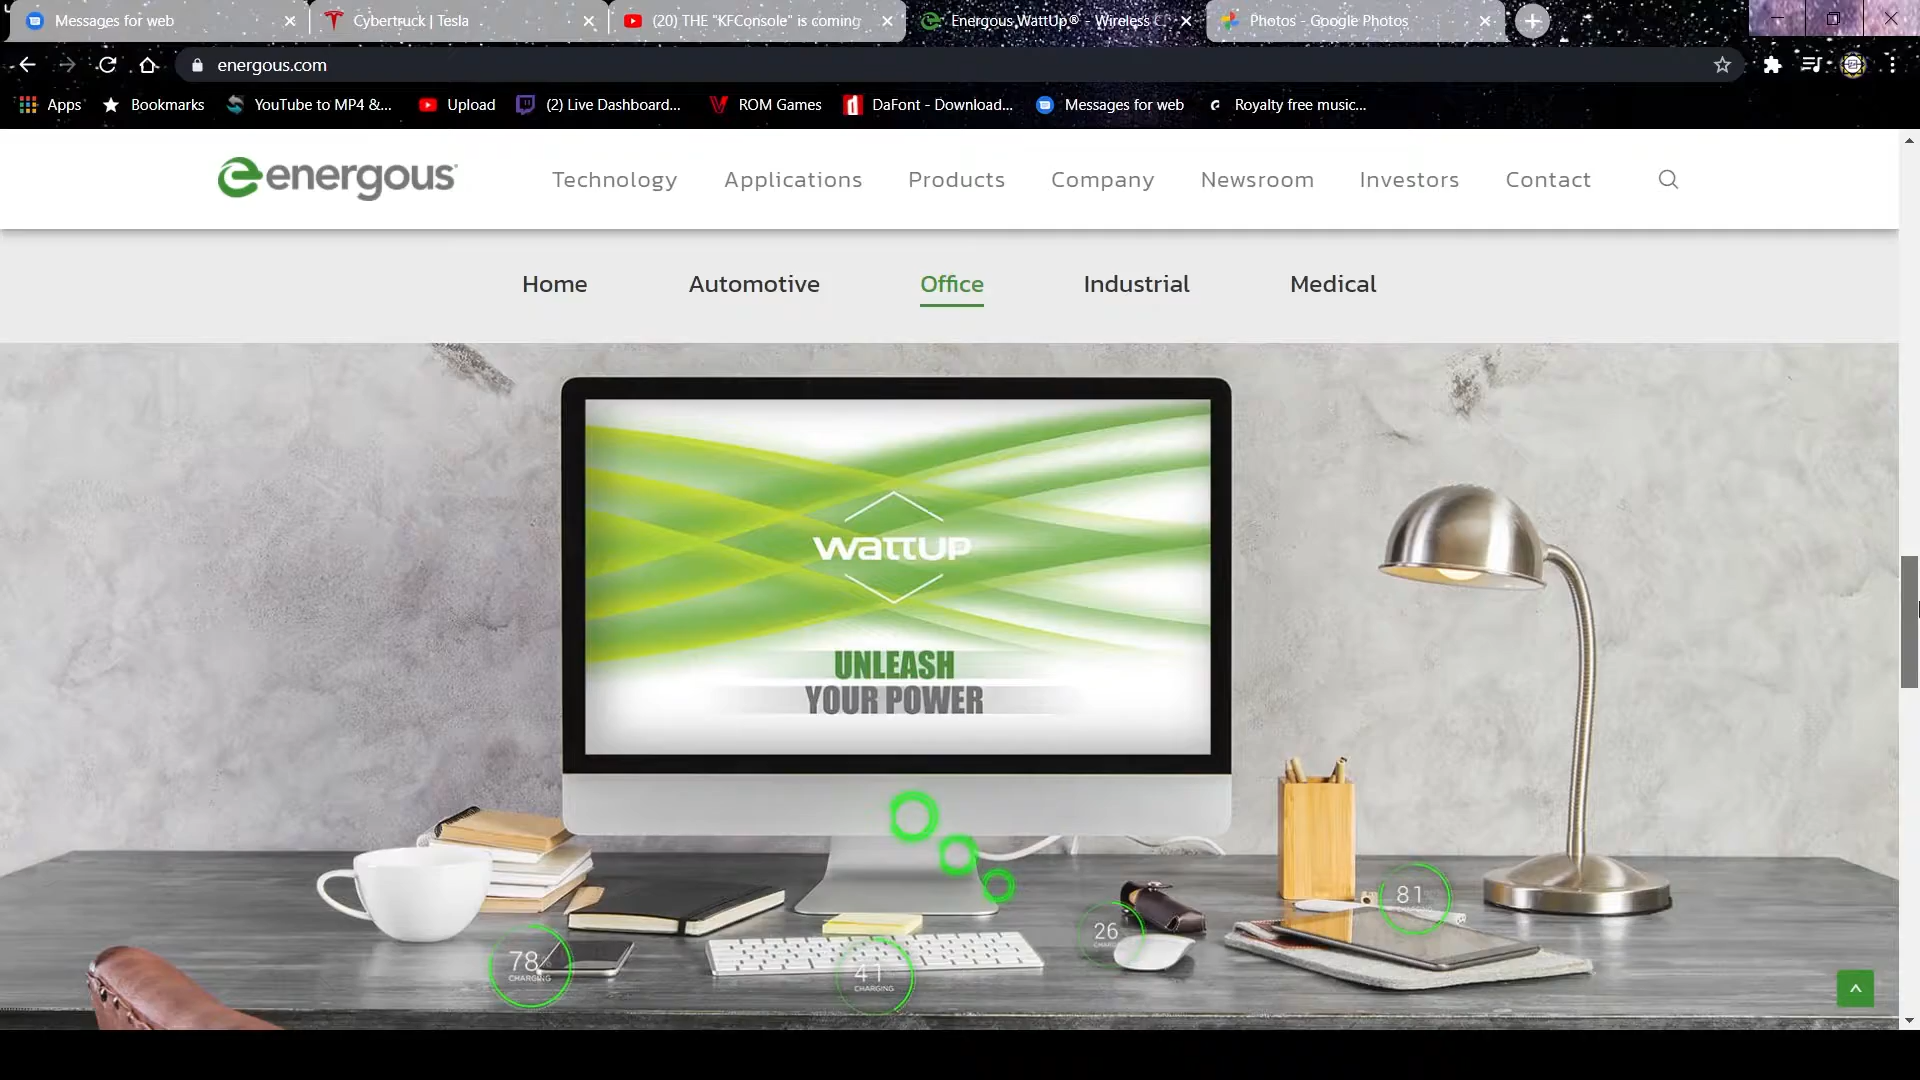 Messages for web
Cybertruck | Tesla
(20) THE "KFConsole" is coming
Energous WattUp® - Wireless C
Photos - Google Photos
energous.com
Apps
Bookmarks
YouTube to MP4 &...
Upload
(2) Live Dashboard...
ROM Games
DaFont - Download...
Messages for web
Royalty free music...
energous
Technology
Applications
Products
Company
Newsroom
Investors
Contact
Home
Automotive
Office
Industrial
Medical
WATTUP
UNLEASH
YOUR POWER
81
26
78%
CHARGING
41
CHARGING